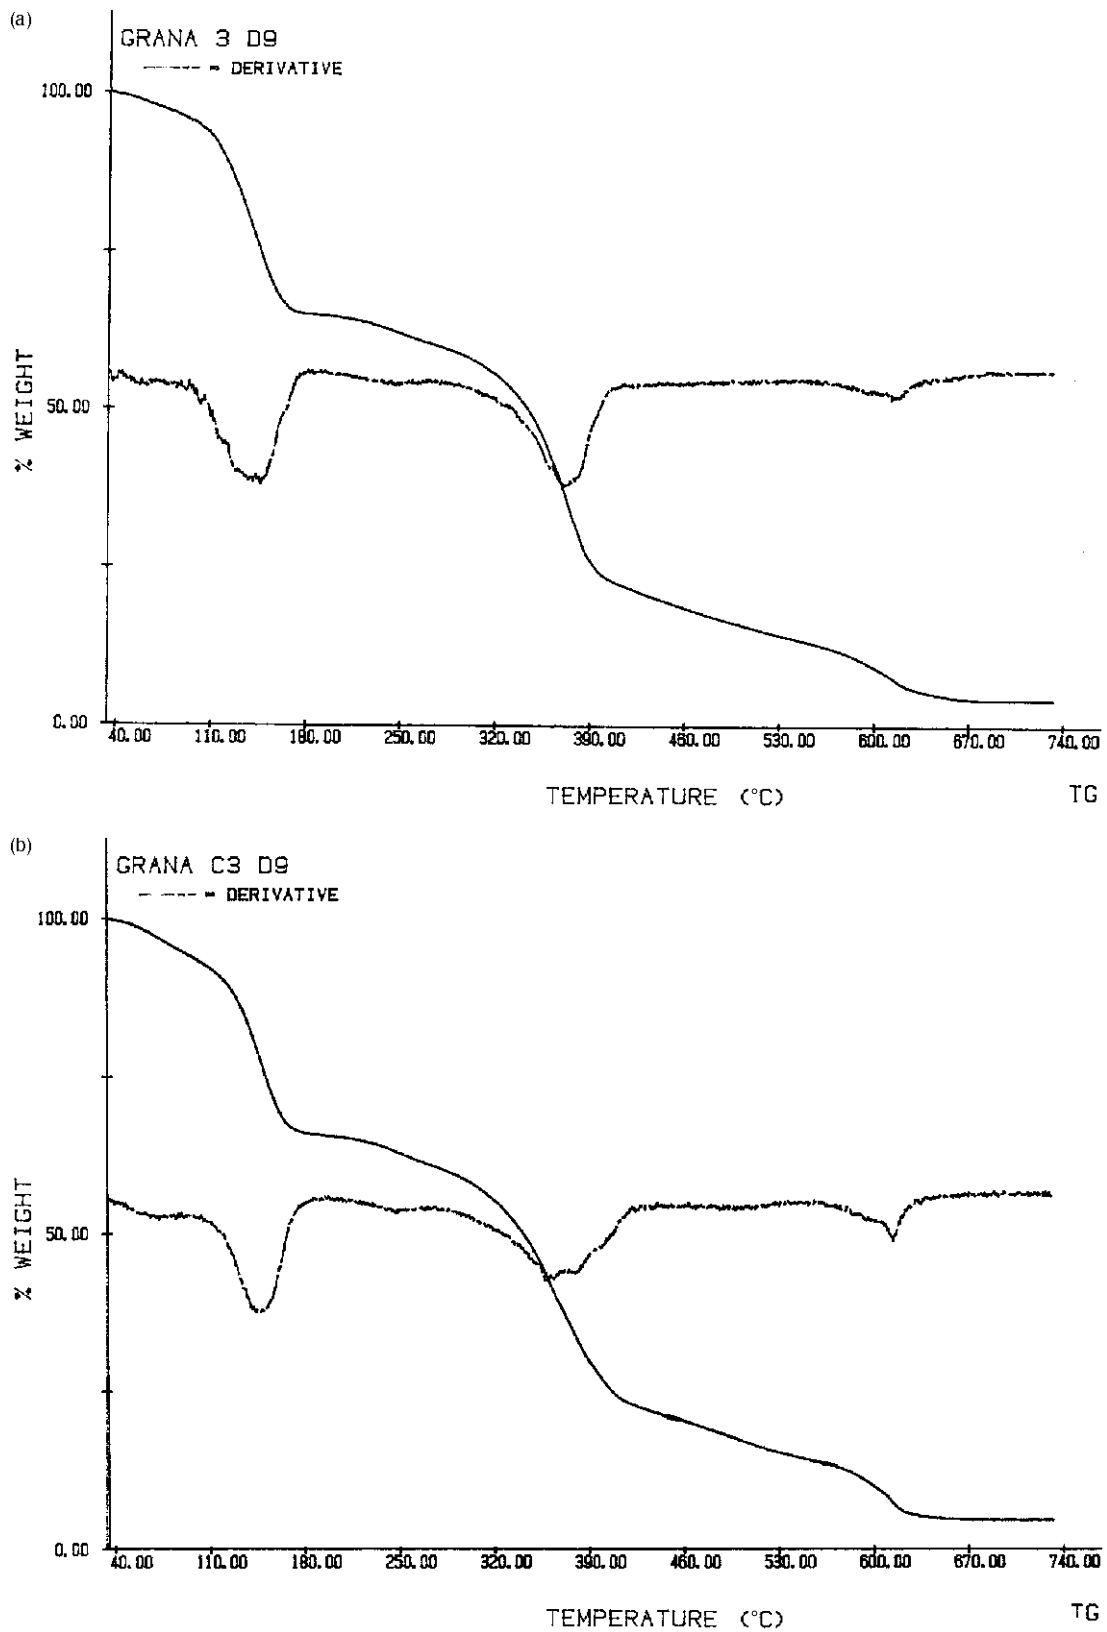 (a)
GRANA 3 D9
---- = DERIVATIVE
100.00
50.00
0.00
% WEIGHT
40.00 110.00 180.00 250.00 320.00 390.00 460.00 530.00 600.00 670.00 740.00
TEMPERATURE (°C) TG
(b)
GRANA C3 D9
---- = DERIVATIVE
100.00
50.00
0.00
% WEIGHT
40.00 110.00 180.00 250.00 320.00 390.00 460.00 530.00 600.00 670.00 740.00
TEMPERATURE (°C) TG